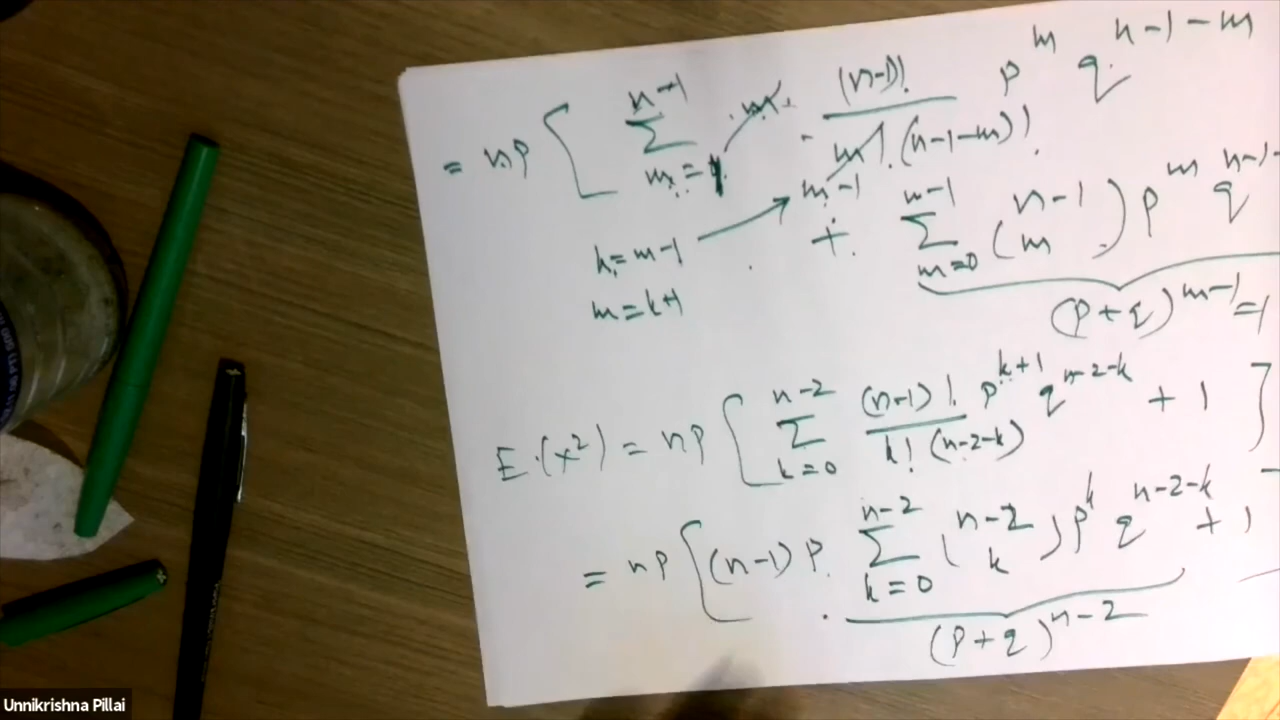 = np [ Σ_{m=1}^{n-1} m · (n-1)! / m! (n-1-m)! p^m q^{n-1-m}
m-1
k=m-1
+ Σ_{m=0}^{n-1} (n-1 m) p^m q^{n-1-
m=k+1
(p+q)^{m-1} = 1
E(x²) = np [ Σ_{k=0}^{n-2} (n-1)! / k! (n-2-k) p^{k+1} q^{n-2-k} + 1 ]
= np [ (n-1) p Σ_{k=0}^{n-2} (n-2 k) p^k q^{n-2-k} + 1
(p+q)^{n-2}
Unnikrishna Pillai